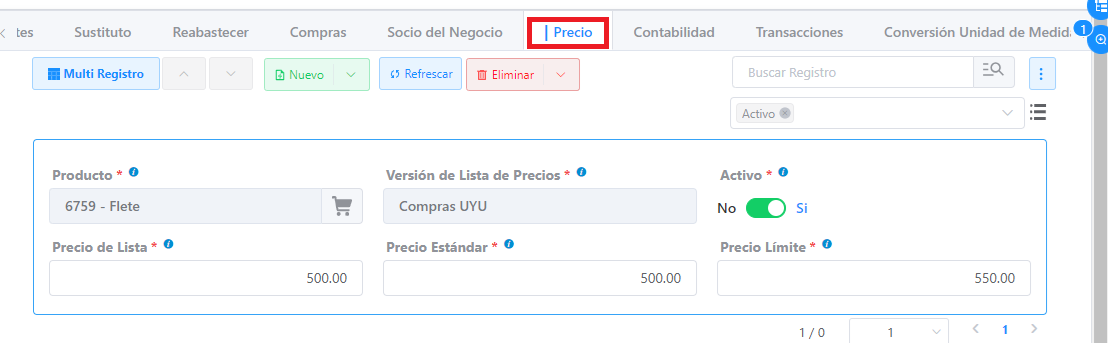 tes Sustituto Reabastecer Compras Socio del Negocio Precio Contabilidad Transacciones Conversión Unidad de Medida 1
Multi Registro Nuevo Refrescar Eliminar Buscar Registro
Activo
Producto * Versión de Lista de Precios * Activo *
6759 - Flete Compras UYU No Si
Precio de Lista * Precio Estándar * Precio Límite *
500.00 500.00 550.00
1 / 0 1 1